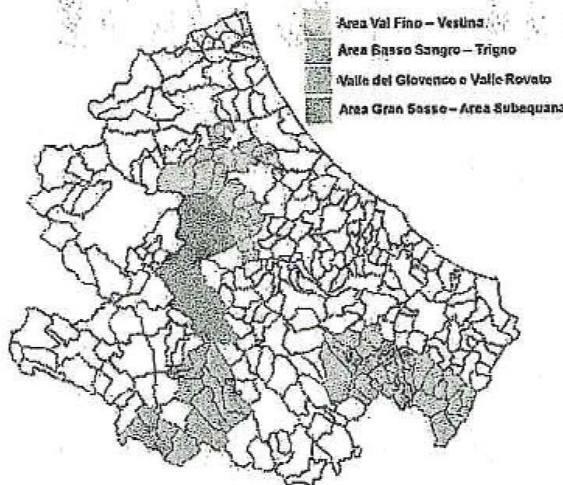 Area Val Fino – Vestina
Area Basso Sangro – Trigno
Valle del Giovenco e Valle Roveto
Area Gran Sasso – Area Subequana